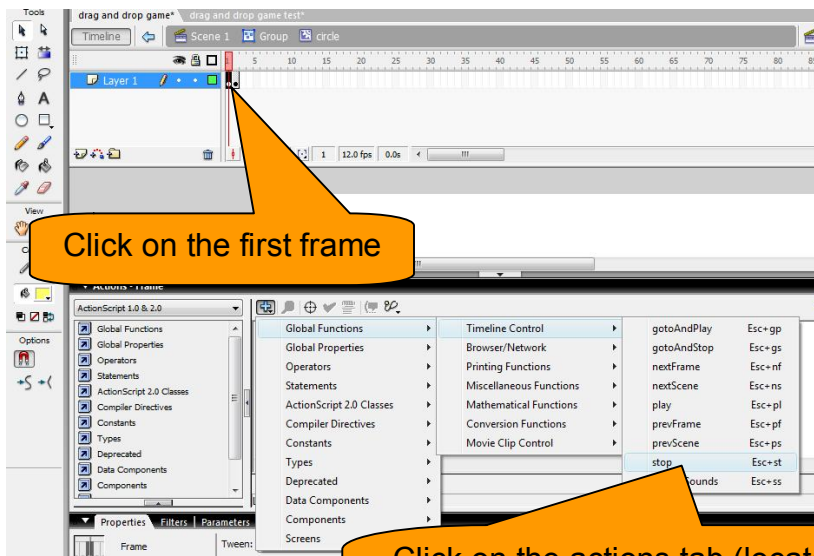 Tools
drag and drop game* drag and drop game test*
Timeline Scene 1 Group circle
1 5 10 15 20 25 30 35 40 45 50 55 60 65 70 75 80 85
Layer 1
1 12.0 fps 0.0s
View
Click on the first frame
Actions - Frame
ActionScript 1.0 & 2.0
Options
Global Functions
Global Properties
Operators
Statements
ActionScript 2.0 Classes
Compiler Directives
Constants
Types
Deprecated
Data Components
Components
Global Functions
Global Properties
Operators
Statements
ActionScript 2.0 Classes
Compiler Directives
Constants
Types
Deprecated
Data Components
Components
Screens
Timeline Control
Browser/Network
Printing Functions
Miscellaneous Functions
Mathematical Functions
Conversion Functions
Movie Clip Control
gotoAndPlay Esc+gp
gotoAndStop Esc+gs
nextFrame Esc+nf
nextScene Esc+ns
play Esc+pl
prevFrame Esc+pf
prevScene Esc+ps
stop Esc+st
Sounds Esc+ss
Properties Filters Parameters
Frame Tween:
Click on the actions tab (locat